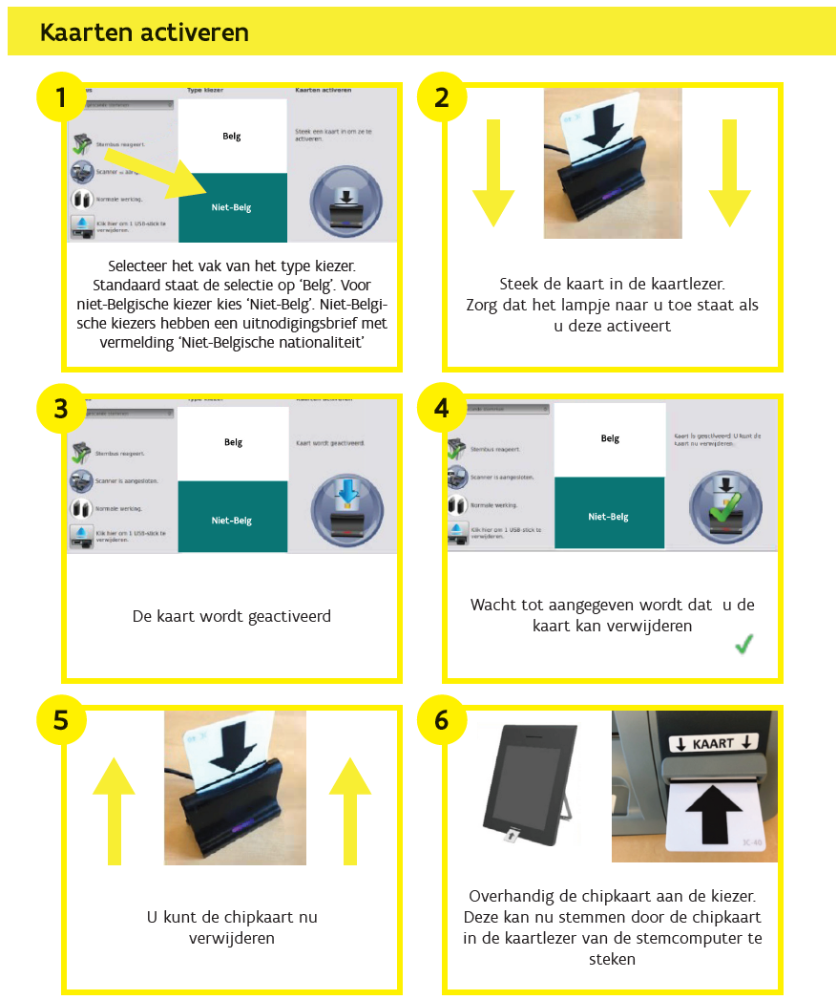 Kaarten activeren
1
Type kiezer
Kaarten activeren
Belg
Steek een kaart in om ze te
activeren.
Stembus reageert.
Scanner is
Normale werking.
Niet-Belg
Klik hier om 1 USB-stick te
verwijderen.
Selecteer het vak van het type kiezer.
Standaard staat de selectie op ‘Belg’. Voor
niet-Belgische kiezer kies ‘Niet-Belg’. Niet-Belgi-
sche kiezers hebben een uitnodigingsbrief met
vermelding ‘Niet-Belgische nationaliteit’
2
Steek de kaart in de kaartlezer.
Zorg dat het lampje naar u toe staat als
u deze activeert
3
Belg
Kaart wordt geactiveerd.
Stembus reageert.
Scanner is aangesloten.
Normale werking.
Niet-Belg
Klik hier om 1 USB-stick te
verwijderen.
De kaart wordt geactiveerd
4
Belg
Kaart is geactiveerd. U kunt de
kaart nu verwijderen.
Stembus reageert.
Scanner is aangesloten.
Normale werking.
Niet-Belg
Klik hier om 1 USB-stick te
verwijderen.
Wacht tot aangegeven wordt dat  u de
kaart kan verwijderen
5
U kunt de chipkaart nu
verwijderen
6
KAART
JC-40
Overhandig de chipkaart aan de kiezer.
Deze kan nu stemmen door de chipkaart
in de kaartlezer van de stemcomputer te
steken